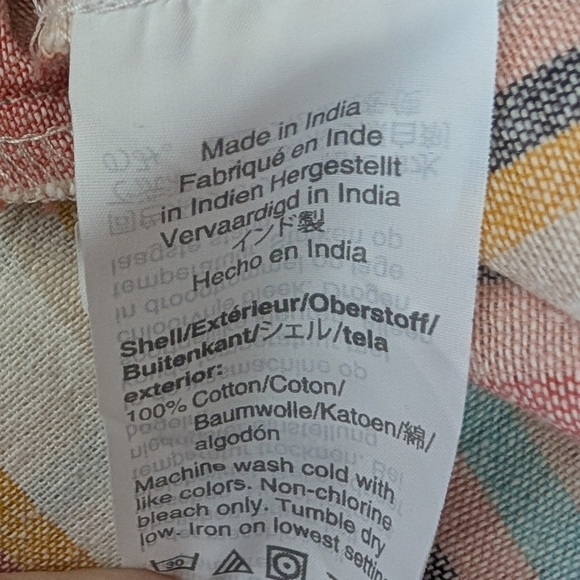 Made in India
Fabriqué en Inde
in Indien Hergestellt
Vervaardigd in India
インド製
Hecho en India
Shell/Extérieur/Oberstoff/
Buitenkant/シェル/tela
exterior:
100% Cotton/Coton/
Baumwolle/Katoen/綿/
algodón
Machine wash cold with
like colors. Non-chlorine
bleach only. Tumble dry
low. Iron on lowest settin
30